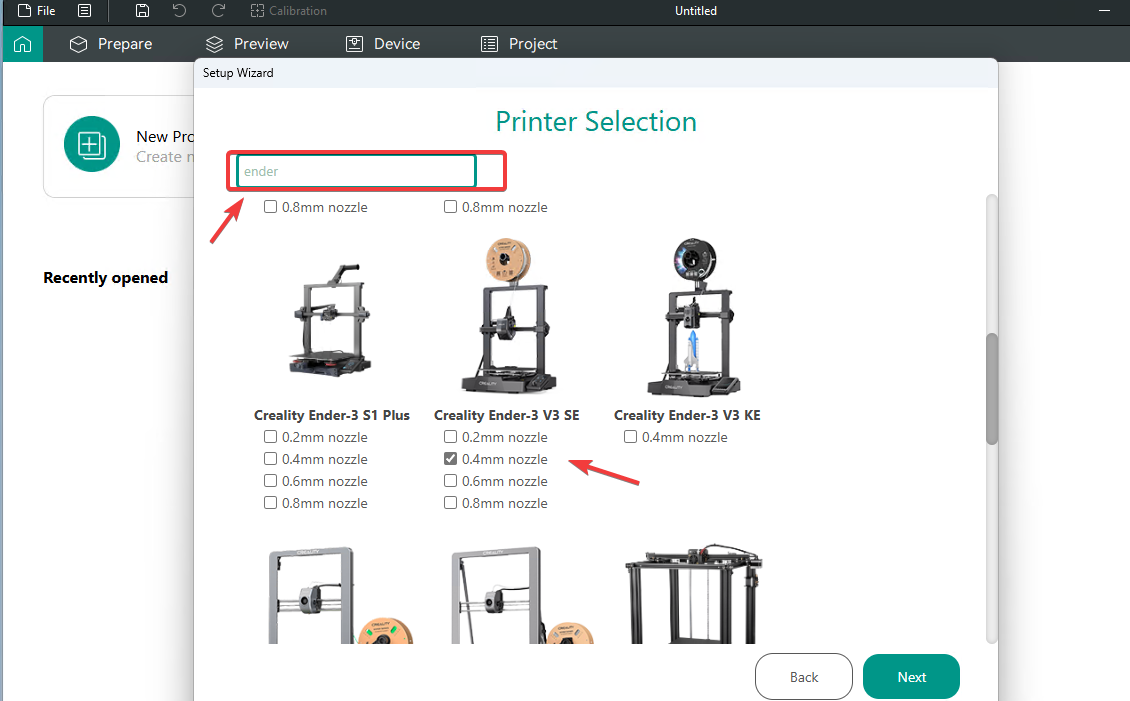 File
Calibration
Untitled
Prepare
Preview
Device
Project
Setup Wizard
Printer Selection
New Pro
Create n
ender
0.8mm nozzle
0.8mm nozzle
Recently opened
Creality Ender-3 S1 Plus
Creality Ender-3 V3 SE
Creality Ender-3 V3 KE
0.2mm nozzle
0.2mm nozzle
0.4mm nozzle
0.4mm nozzle
0.4mm nozzle
0.6mm nozzle
0.6mm nozzle
0.8mm nozzle
0.8mm nozzle
Back
Next